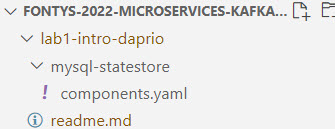 FONTYS-2022-MICROSERVICES-KAFKA...
lab1-intro-daprio
mysql-statestore
! components.yaml
readme.md